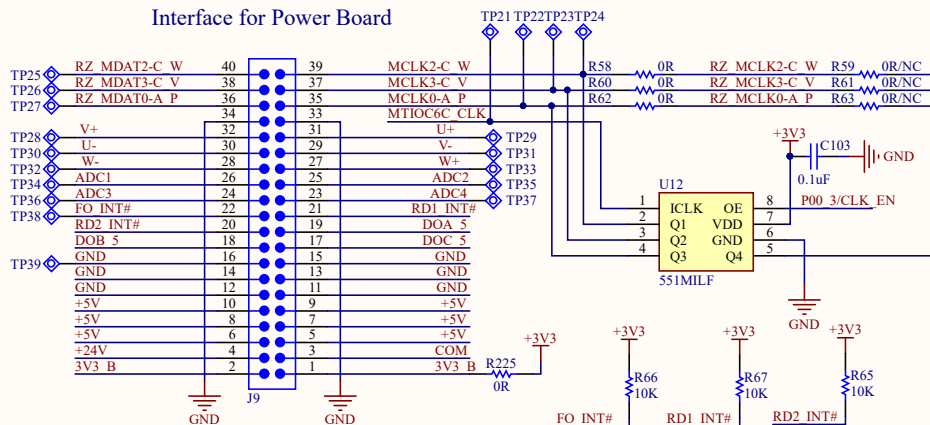 Interface for Power Board
TP21 TP22 TP23 TP24
TP25 RZ_MDAT2-C_W 40 39 MCLK2-C_W R58 0R RZ_MCLK2-C_W R59 0R/NC
TP26 RZ_MDAT3-C_V 38 37 MCLK3-C_V R60 0R RZ_MCLK3-C_V R61 0R/NC
TP27 RZ_MDAT0-A_P 36 35 MCLK0-A_P R62 0R RZ_MCLK0-A_P R63 0R/NC
34 33 MTIOC6C_CLK
TP28 V+ 32 31 U+ TP29
TP30 U- 30 29 V- TP31
TP32 W- 28 27 W+ TP33
TP34 ADC1 26 25 ADC2 TP35
TP36 ADC3 24 23 ADC4 TP37
TP38 FO_INT# 22 21 RD1_INT#
RD2_INT# 20 19 DOA_5
DOB_5 18 17 DOC_5
TP39 GND 16 15 GND
GND 14 13 GND
GND 12 11 GND
+5V 10 9 +5V
+5V 8 7 +5V
+5V 6 5 +5V
+24V 4 3 COM
3V3_B 2 1 3V3_B R225 0R +3V3
J9
GND GND
+3V3 C103 0.1uF GND
U12
1 ICLK OE 8 P00_3/CLK_EN
2 Q1 VDD 7
3 Q2 GND 6
4 Q3 Q4 5
551MILF
GND
+3V3 +3V3 +3V3
R66 10K R67 10K R65 10K
FO_INT# RD1_INT# RD2_INT#